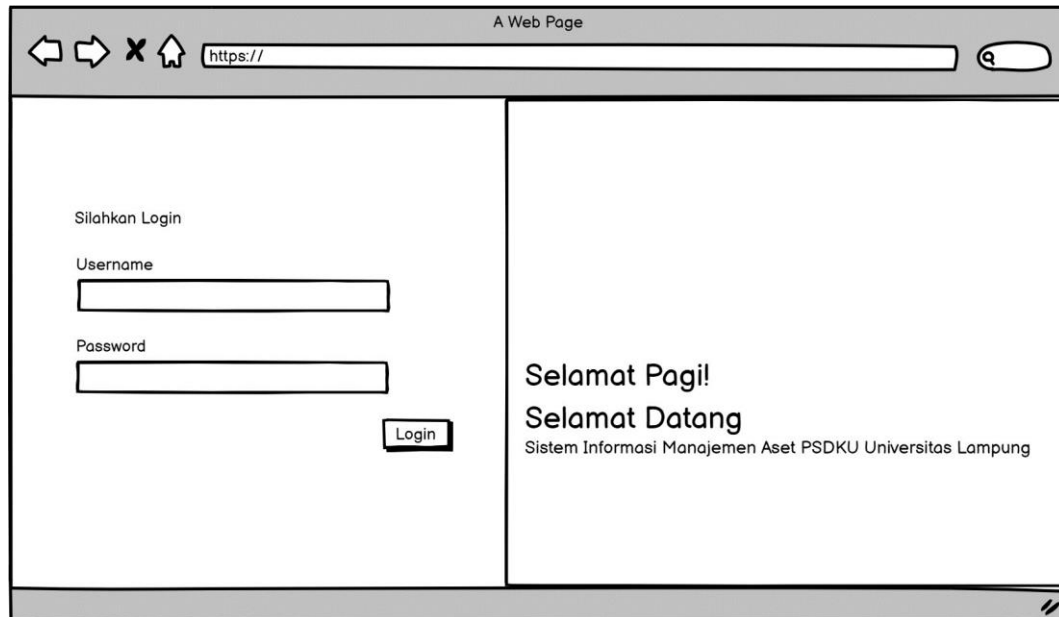 A Web Page
https://
Silahkan Login
Username
Password
Login
Selamat Pagi!
Selamat Datang
Sistem Informasi Manajemen Aset PSDKU Universitas Lampung